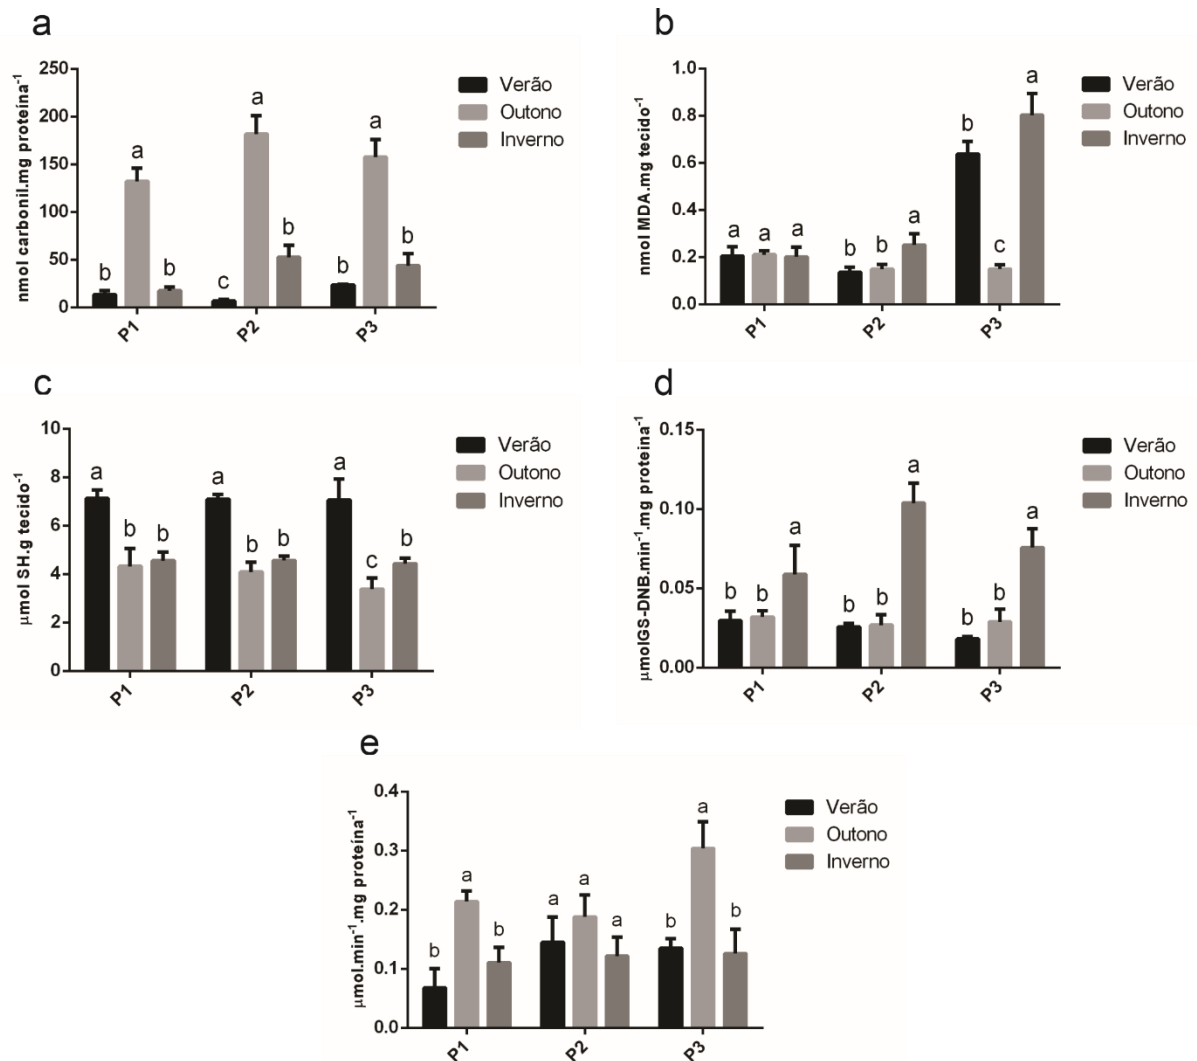 a
nmol carbonil.mg proteína⁻¹
250
200
150
100
50
0
b a b
c a b
b a b
P1
P2
P3
Verão
Outono
Inverno
b
nmol MDA.mg tecido⁻¹
1.0
0.8
0.6
0.4
0.2
0.0
a a a
b b a
b c a
P1
P2
P3
Verão
Outono
Inverno
c
μmol SH.g tecido⁻¹
10
8
6
4
2
0
a b b
a b b
a c b
P1
P2
P3
Verão
Outono
Inverno
d
μmolGS-DNB.min⁻¹.mg proteína⁻¹
0.15
0.10
0.05
0.00
b b a
b b a
b b a
P1
P2
P3
Verão
Outono
Inverno
e
μmol.min⁻¹.mg proteína⁻¹
0.4
0.3
0.2
0.1
0.0
b a b
a a a
b a b
P1
P2
P3
Verão
Outono
Inverno